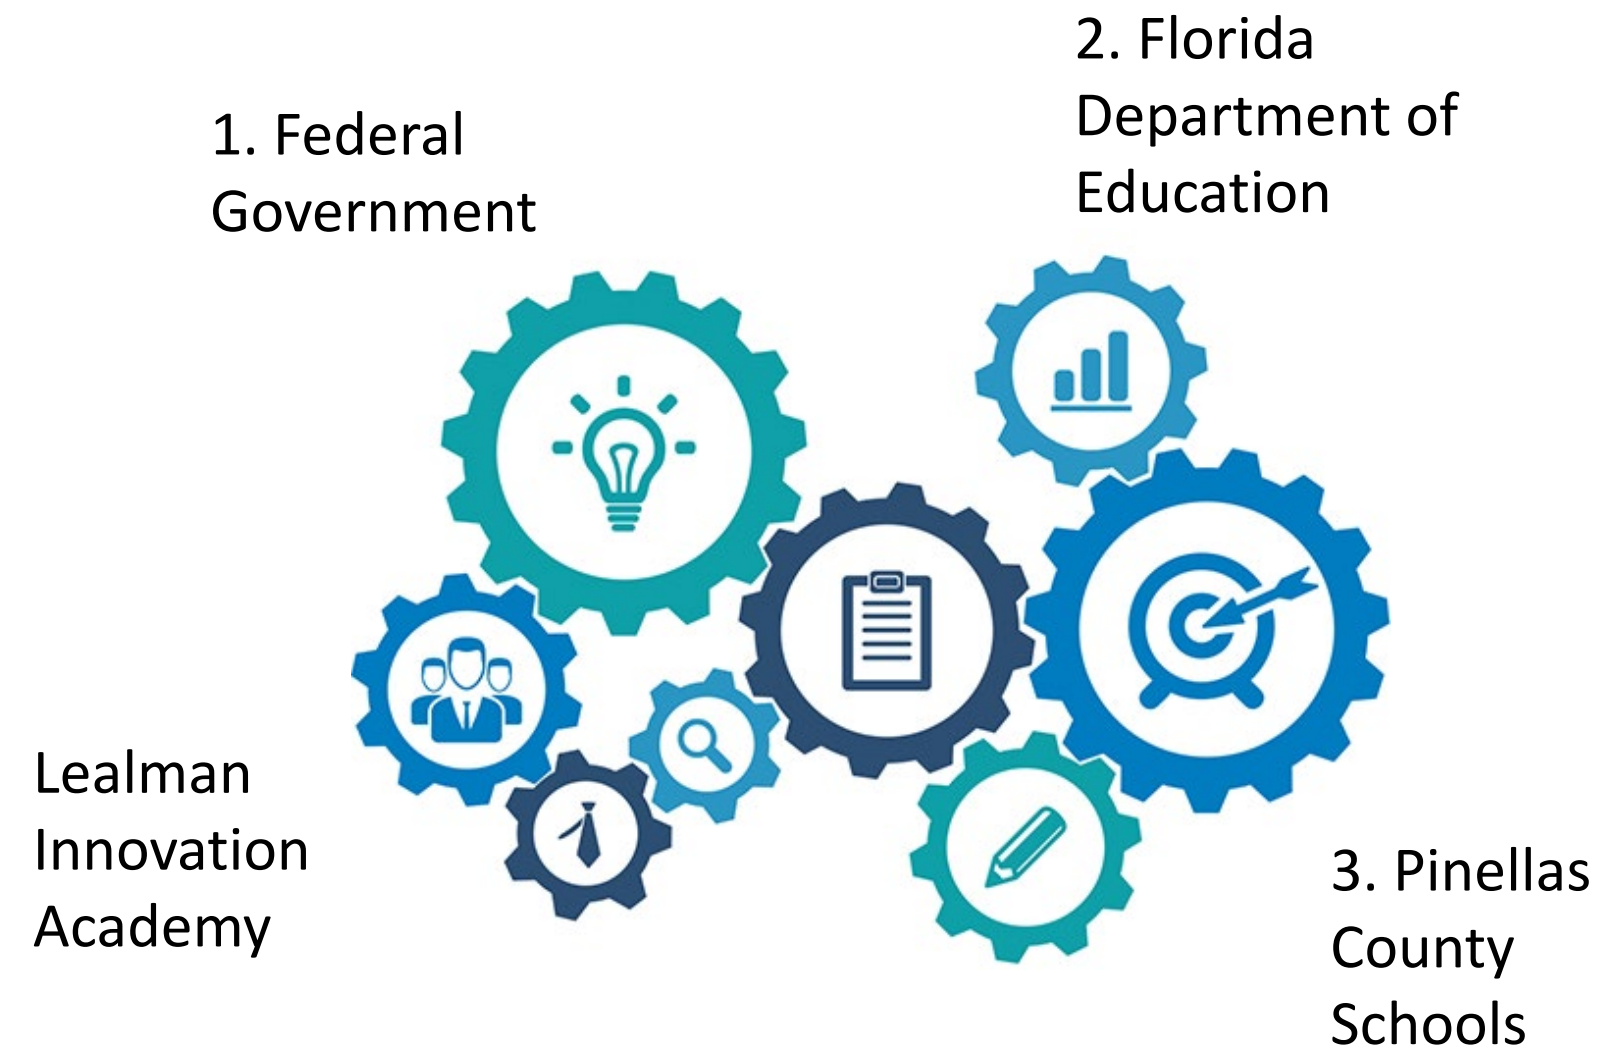 1. Federal
Government
2. Florida
Department of
Education
Lealman
Innovation
Academy
3. Pinellas
County
Schools